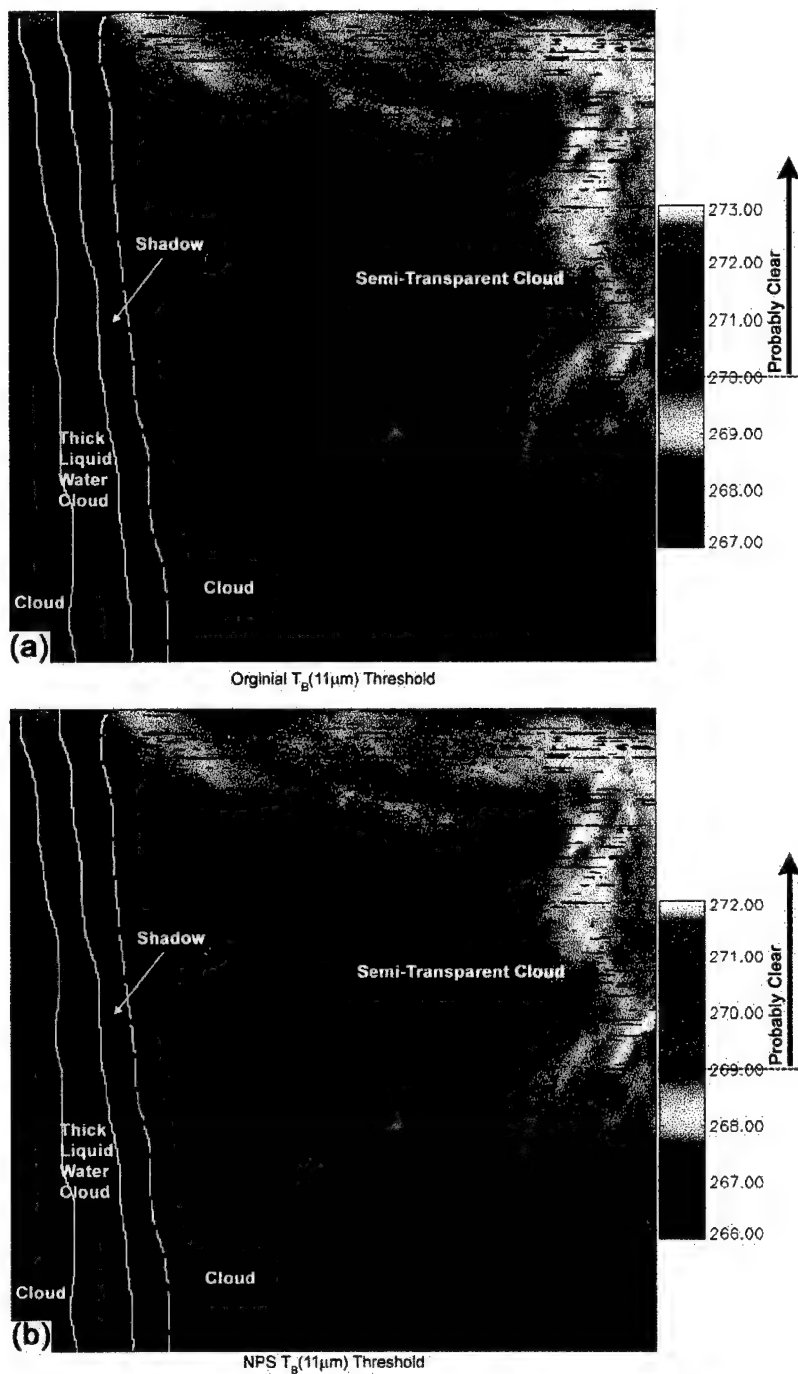 Shadow
Semi-Transparent Cloud
Thick
Liquid
Water
Cloud
Cloud
Cloud
(a)
273.00
272.00
271.00
270.00
269.00
268.00
267.00
Probably Clear
Orginial T_B(11μm) Threshold
Shadow
Semi-Transparent Cloud
Thick
Liquid
Water
Cloud
Cloud
Cloud
(b)
272.00
271.00
270.00
269.00
268.00
267.00
266.00
Probably Clear
NPS T_B(11μm) Threshold